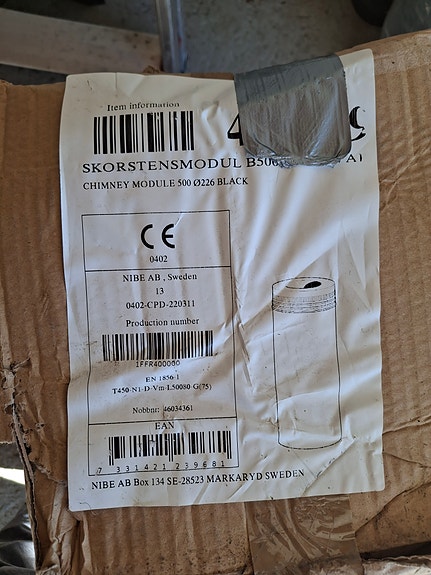 Item information
SKORSTENSMODUL
CHIMNEY MODULE 500 Ø226 BLACK
CE
0402
NIBE AB , Sweden
13
0402-CPD-220311
Production number
1FFR400000
EN 1856-1
T450-N1-D-Vm-L50080-G(75)
Nobbnr: 46034361
EAN
7 331421 239681
NIBE AB Box 134 SE-28523 MARKARYD SWEDEN